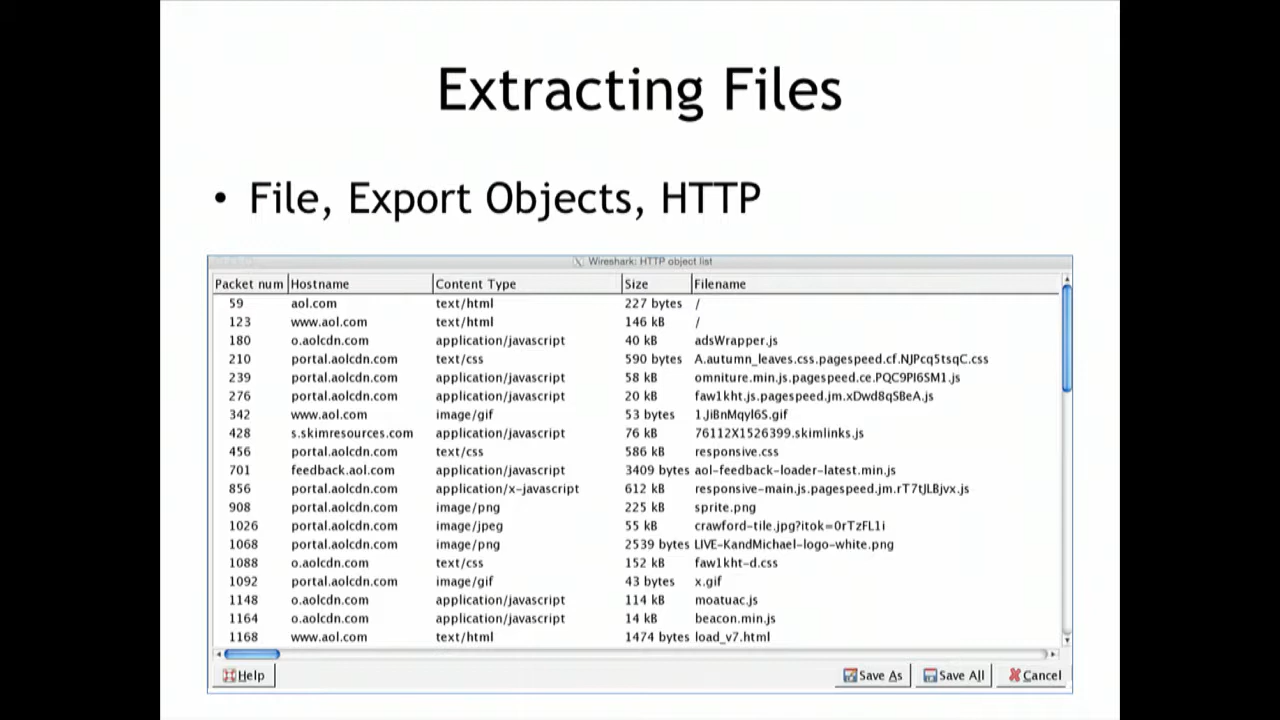 Extracting Files
• File, Export Objects, HTTP
Wireshark: HTTP object list
Packet num Hostname Content Type Size Filename
59 aol.com text/html 227 bytes /
123 www.aol.com text/html 146 kB /
180 o.aolcdn.com application/javascript 40 kB adsWrapper.js
210 portal.aolcdn.com text/css 590 bytes A.autumn_leaves.css.pagespeed.cf.NJPcq5tsqC.css
239 portal.aolcdn.com application/javascript 58 kB omniture.min.js.pagespeed.ce.PQC9PI6SM1.js
276 portal.aolcdn.com application/javascript 20 kB faw1kht.js.pagespeed.jm.xDwd8qSBeA.js
342 www.aol.com image/gif 53 bytes 1.JiBnMqyl6S.gif
428 s.skimresources.com application/javascript 76 kB 76112X1526399.skimlinks.js
456 portal.aolcdn.com text/css 586 kB responsive.css
701 feedback.aol.com application/javascript 3409 bytes aol-feedback-loader-latest.min.js
856 portal.aolcdn.com application/x-javascript 612 kB responsive-main.js.pagespeed.jm.rT7tJLBjvx.js
908 portal.aolcdn.com image/png 225 kB sprite.png
1026 portal.aolcdn.com image/jpeg 55 kB crawford-tile.jpg?itok=0rTzFL1i
1068 portal.aolcdn.com image/png 2539 bytes LIVE-KandMichael-logo-white.png
1088 o.aolcdn.com text/css 152 kB faw1kht-d.css
1092 portal.aolcdn.com image/gif 43 bytes x.gif
1148 o.aolcdn.com application/javascript 114 kB moatuac.js
1164 o.aolcdn.com application/javascript 14 kB beacon.min.js
1168 www.aol.com text/html 1474 bytes load_v7.html
Help Save As Save All Cancel